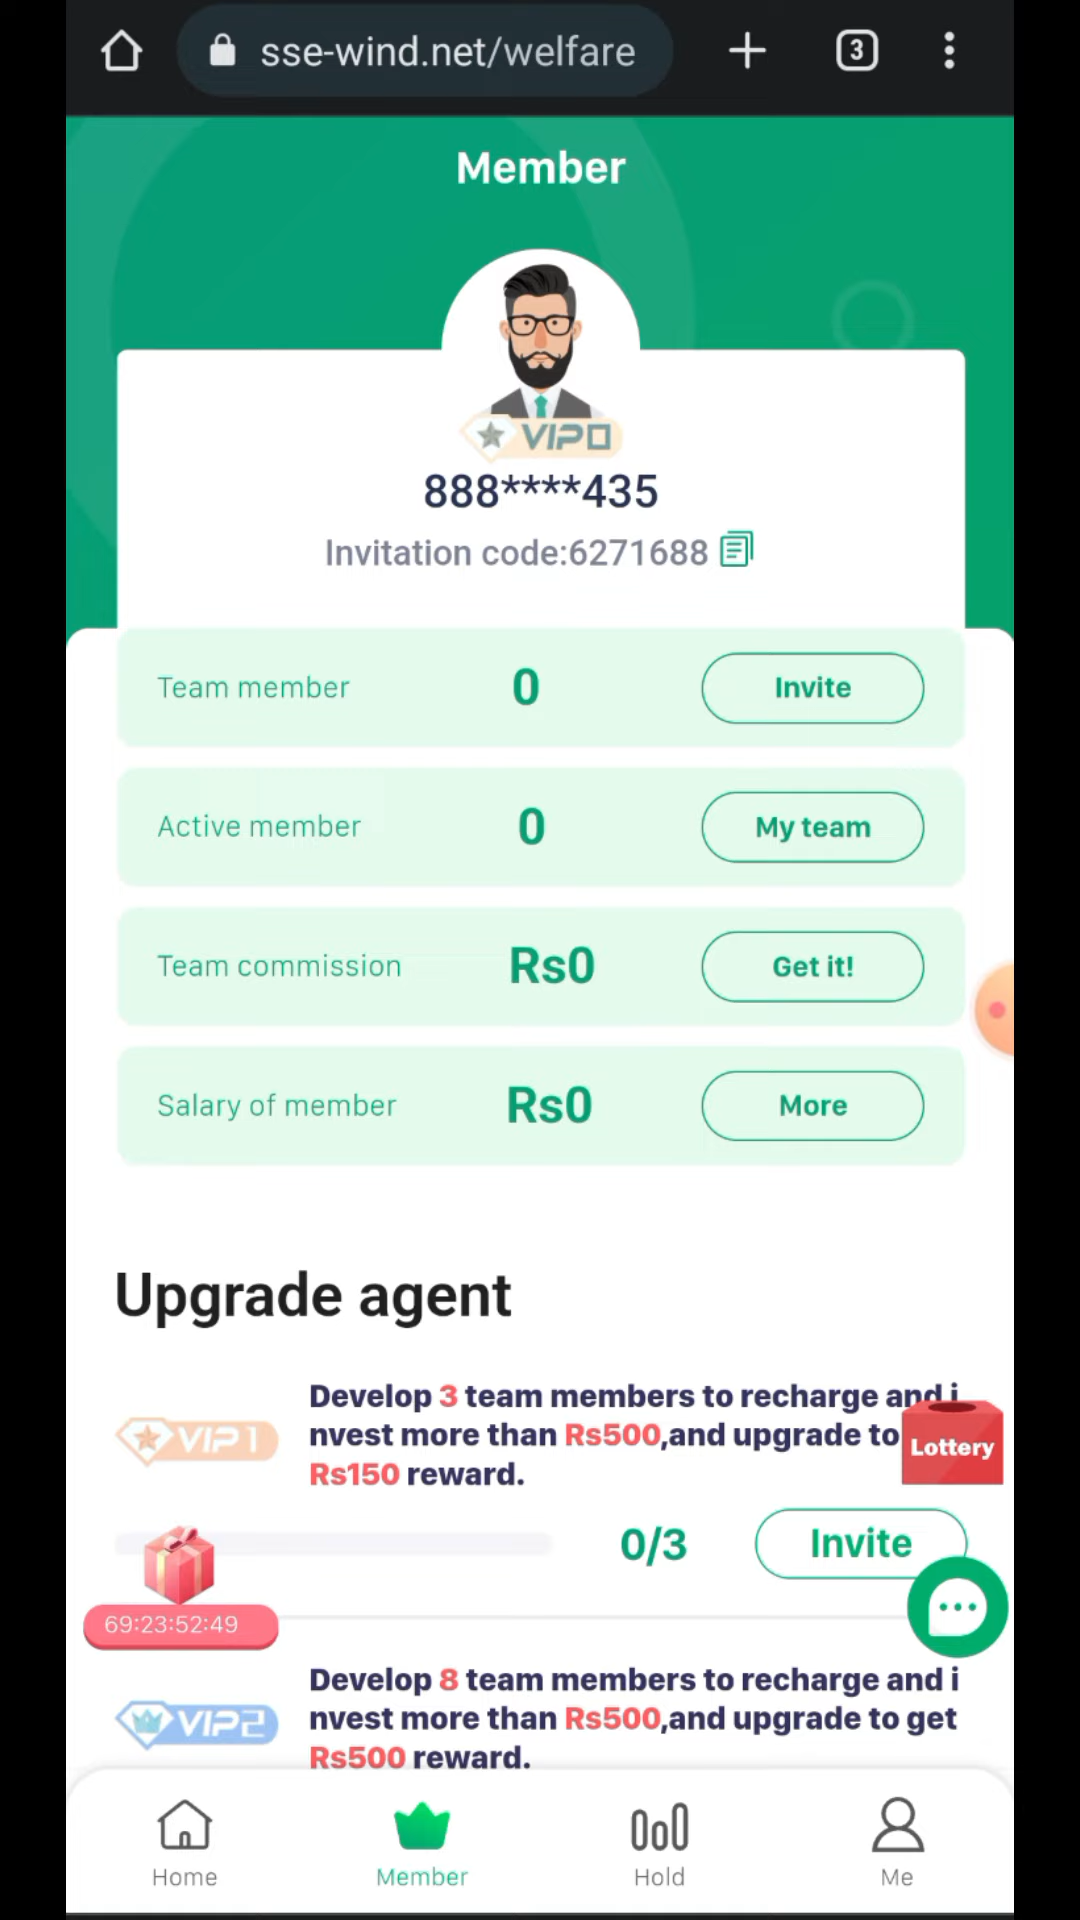 3
sse-wind.net/welfare
Member
VIP0
888****435
Invitation code:6271688
Team member 0 Invite
Active member 0 My team
Team commission Rs0 Get it!
Salary of member Rs0 More
Upgrade agent
VIP1
Develop 3 team members to recharge and i
nvest more than Rs500,and upgrade to
Rs150 reward.
Lottery
0/3 Invite
69:23:52:49
VIP2
Develop 8 team members to recharge and i
nvest more than Rs500,and upgrade to get
Rs500 reward.
Home Member Hold Me